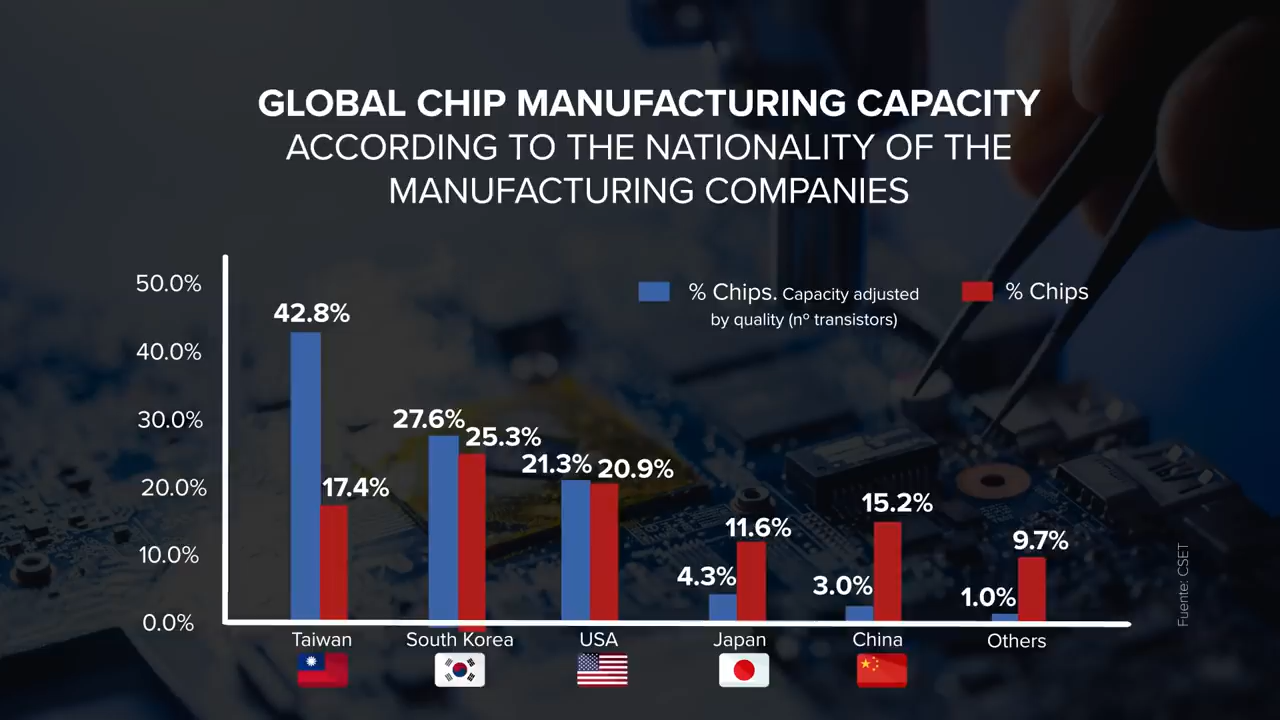 GLOBAL CHIP MANUFACTURING CAPACITY
ACCORDING TO THE NATIONALITY OF THE
MANUFACTURING COMPANIES
% Chips. Capacity adjusted
by quality (nº transistors)
% Chips
50.0%
40.0%
30.0%
20.0%
10.0%
0.0%
42.8%
17.4%
27.6%
25.3%
21.3%
20.9%
4.3%
11.6%
3.0%
15.2%
1.0%
9.7%
Taiwan
South Korea
USA
Japan
China
Others
Fuente: CSET